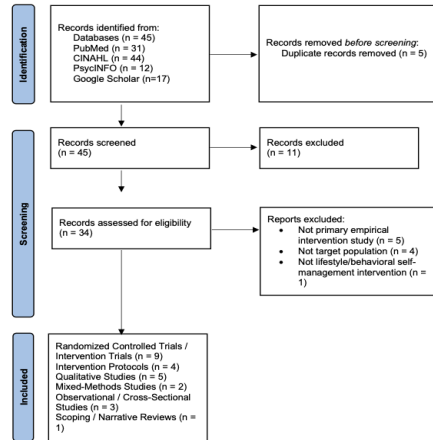 Identification
Records identified from:
Databases (n = 45)
PubMed (n = 31)
CINAHL (n = 44)
PsycINFO (n = 12)
Google Scholar (n=17)
Records removed before screening:
Duplicate records removed (n = 5)
Screening
Records screened
(n = 45)
Records excluded
(n = 11)
Records assessed for eligibility
(n = 34)
Reports excluded:
• Not primary empirical
intervention study (n = 5)
• Not target population (n = 4)
• Not lifestyle/behavioral self-
management intervention (n =
1)
Included
Randomized Controlled Trials /
Intervention Trials (n = 9)
Intervention Protocols (n = 4)
Qualitative Studies (n = 5)
Mixed-Methods Studies (n = 2)
Observational / Cross-Sectional
Studies (n = 3)
Scoping / Narrative Reviews (n =
1)